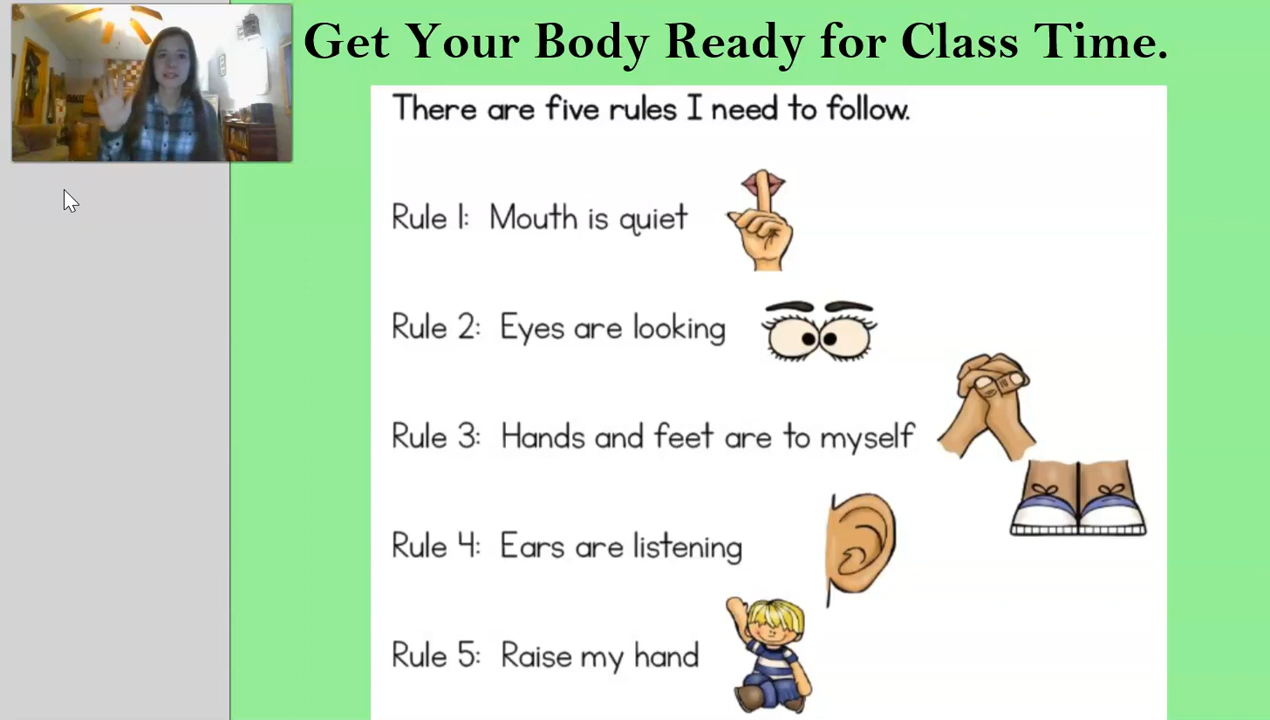 Get Your Body Ready for Class Time.
There are five rules I need to follow.
Rule 1: Mouth is quiet
Rule 2: Eyes are looking
Rule 3: Hands and feet are to myself
Rule 4: Ears are listening
Rule 5: Raise my hand